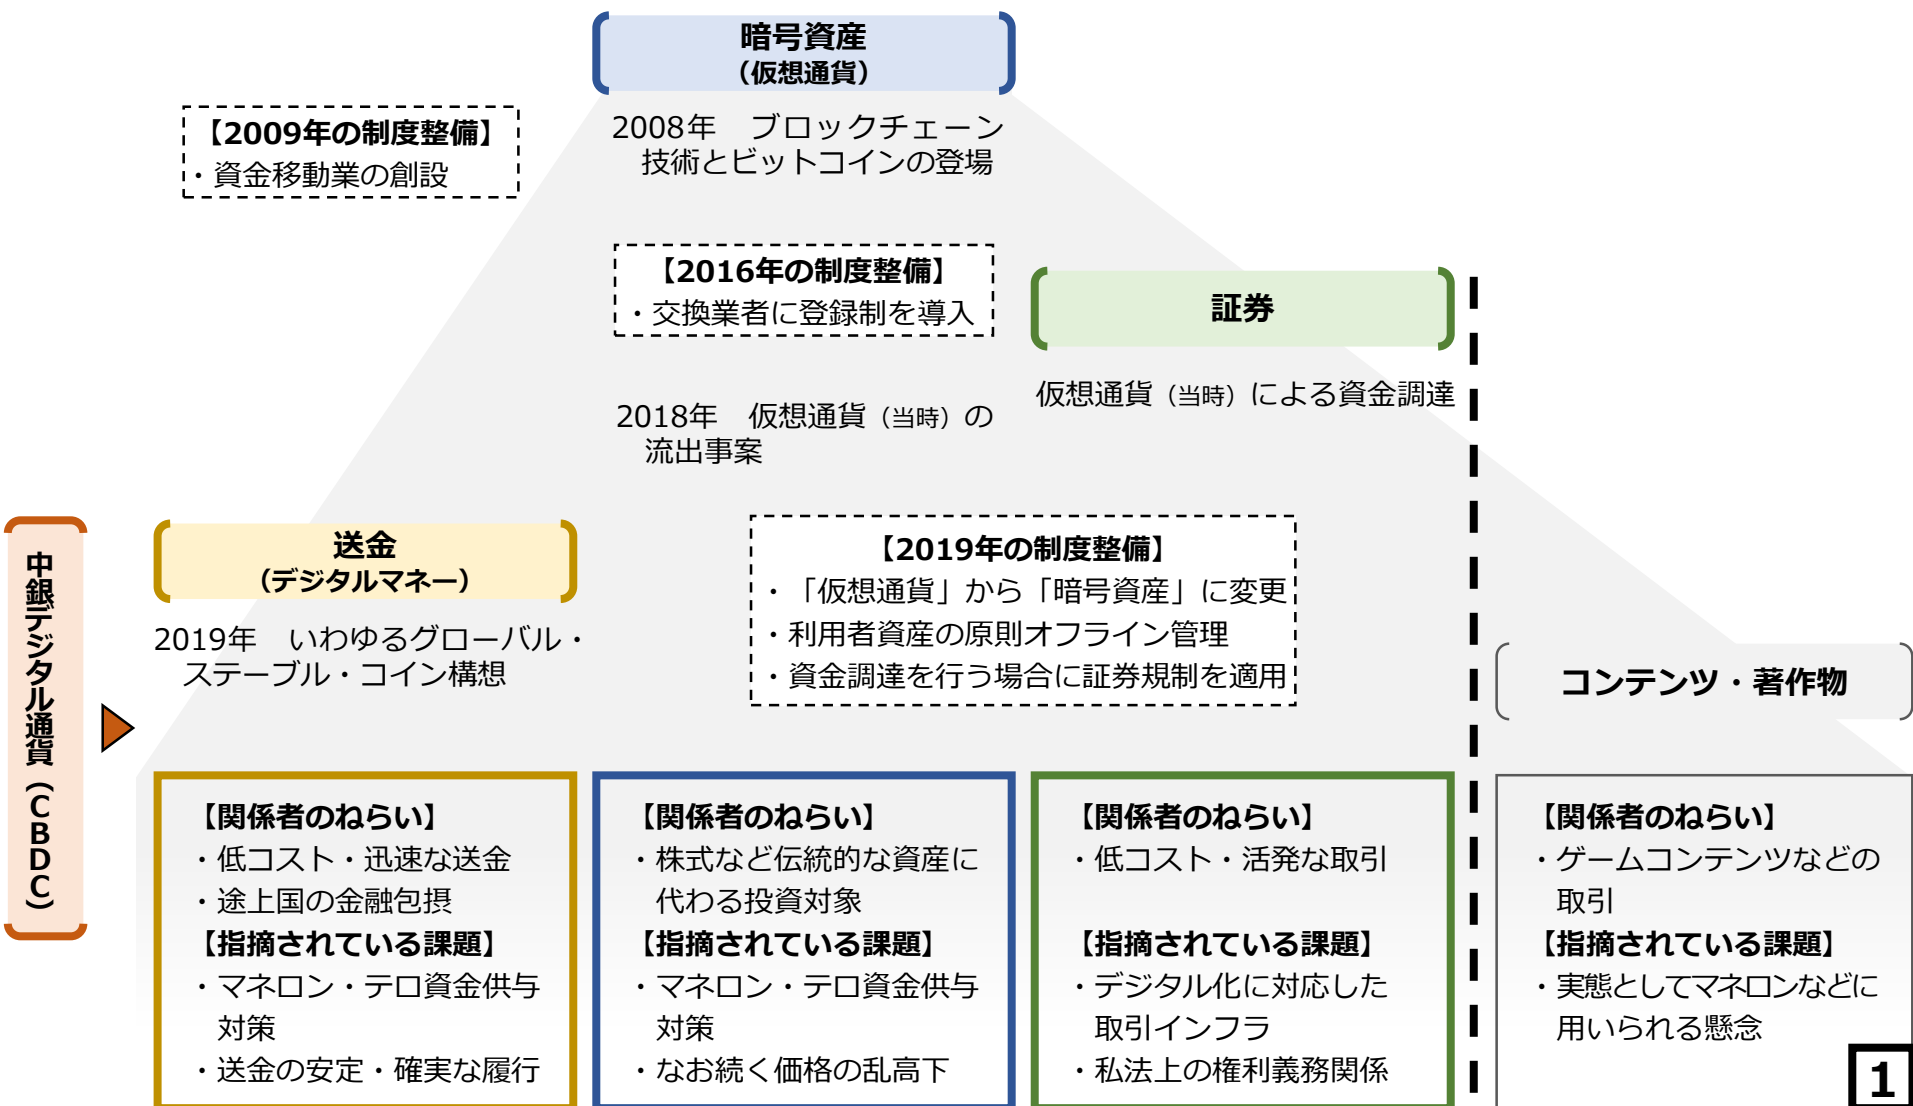 暗号資産
（仮想通貨）
【2009年の制度整備】
・資金移動業の創設
2008年　ブロックチェーン
技術とビットコインの登場
【2016年の制度整備】
・交換業者に登録制を導入
証券
仮想通貨（当時）による資金調達
2018年　仮想通貨（当時）の
流出事案
中銀デジタル通貨（ＣＢＤＣ）
送金
（デジタルマネー）
2019年　いわゆるグローバル・
ステーブル・コイン構想
【2019年の制度整備】
・「仮想通貨」から「暗号資産」に変更
・利用者資産の原則オフライン管理
・資金調達を行う場合に証券規制を適用
コンテンツ・著作物
【関係者のねらい】
・低コスト・迅速な送金
・途上国の金融包摂
【指摘されている課題】
・マネロン・テロ資金供与
対策
・送金の安定・確実な履行
【関係者のねらい】
・株式など伝統的な資産に
代わる投資対象
【指摘されている課題】
・マネロン・テロ資金供与
対策
・なお続く価格の乱高下
【関係者のねらい】
・低コスト・活発な取引
【指摘されている課題】
・デジタル化に対応した
取引インフラ
・私法上の権利義務関係
【関係者のねらい】
・ゲームコンテンツなどの
取引
【指摘されている課題】
・実態としてマネロンなどに
用いられる懸念
1